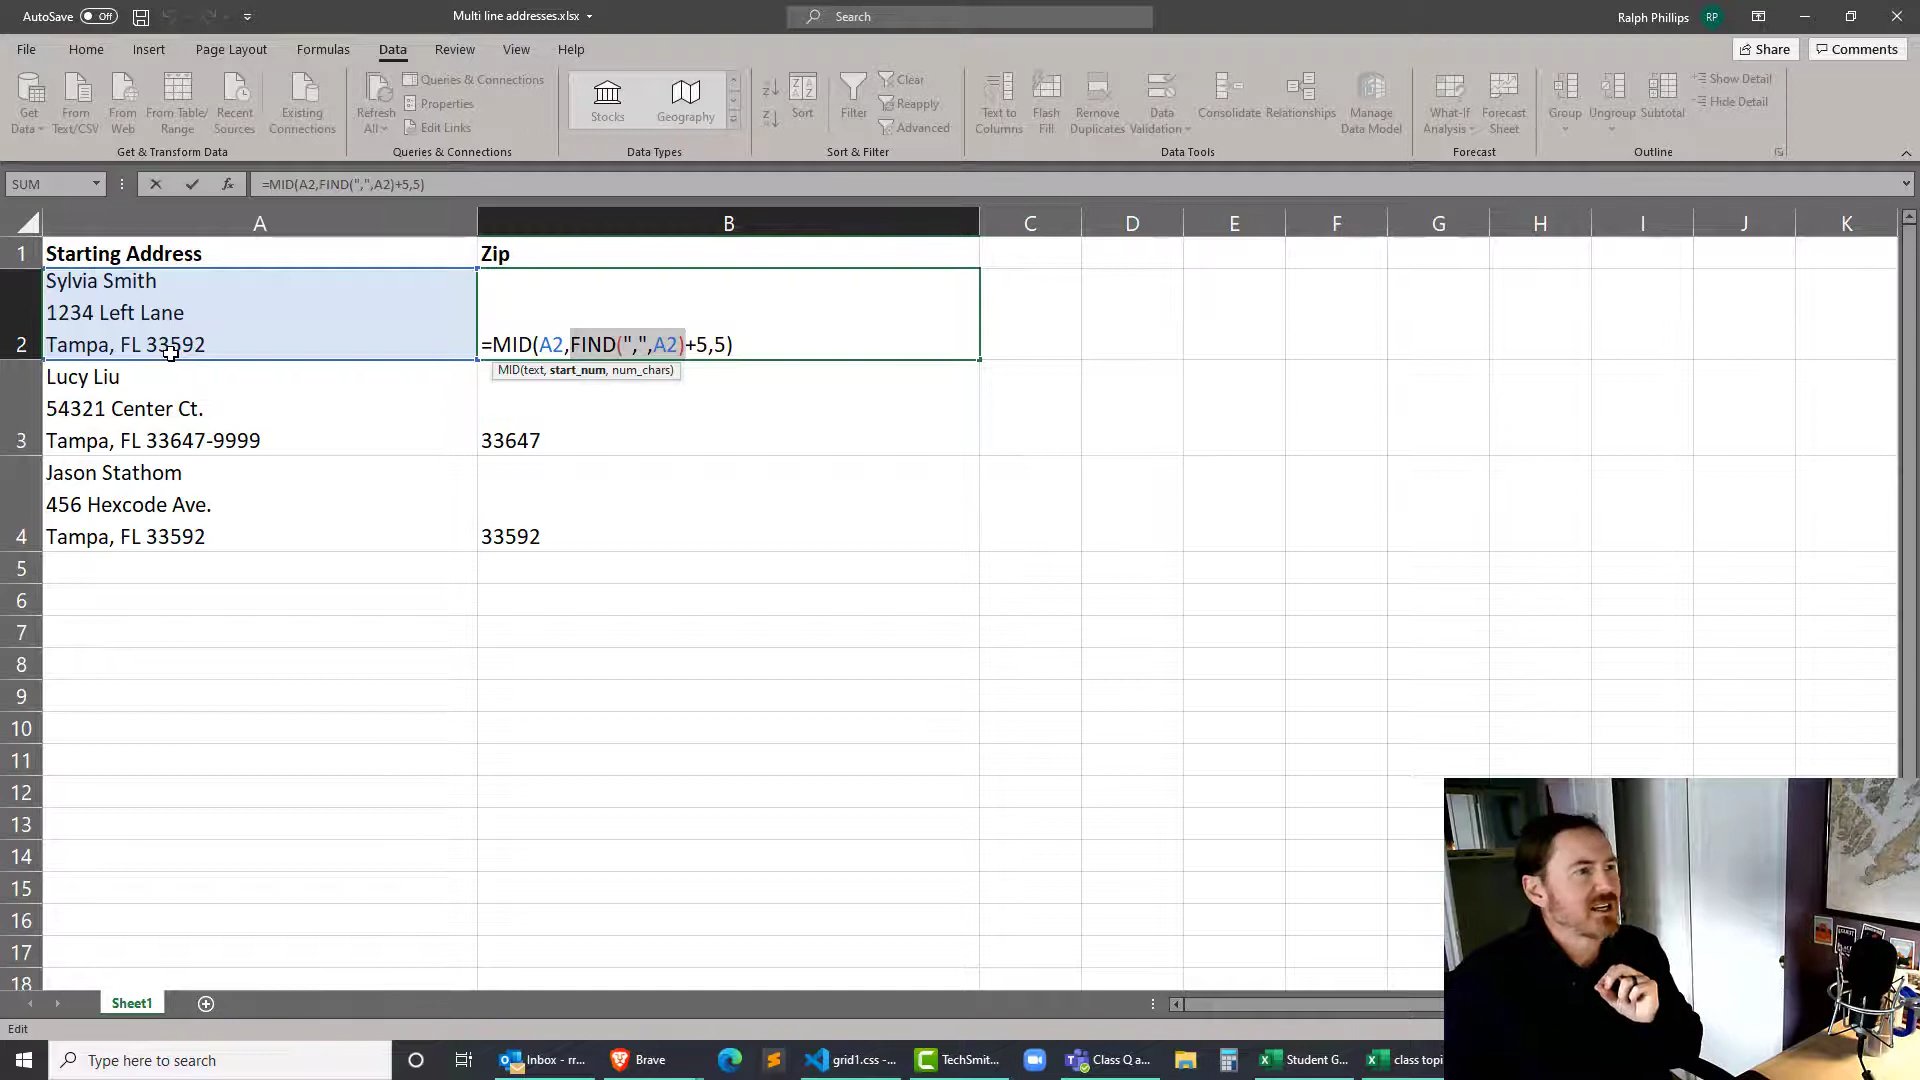 AutoSave Off
Multi line addresses.xlsx
Search
Ralph Phillips RP
File Home Insert Page Layout Formulas Data Review View Help
Share Comments
Get Data
From Text/CSV
From Web
From Table/ Range
Recent Sources
Existing Connections
Get & Transform Data
Refresh All
Queries & Connections
Properties
Edit Links
Queries & Connections
Stocks
Geography
Data Types
Sort
Filter
Clear
Reapply
Advanced
Sort & Filter
Text to Columns
Flash Fill
Remove Duplicates
Data Validation
Consolidate
Relationships
Manage Data Model
Data Tools
What-If Analysis
Forecast Sheet
Forecast
Group
Ungroup
Subtotal
Show Detail
Hide Detail
Outline
SUM fx =MID(A2,FIND(",",A2)+5,5)
A B C D E F G H I J K
1 Starting Address Zip
Sylvia Smith
1234 Left Lane
2 Tampa, FL 33592 =MID(A2,FIND(",",A2)+5,5)
MID(text, start_num, num_chars)
Lucy Liu
54321 Center Ct.
3 Tampa, FL 33647-9999 33647
Jason Stathom
456 Hexcode Ave.
4 Tampa, FL 33592 33592
5
6
7
8
9
10
11
12
13
14
15
16
17
18
Sheet1
Edit
Type here to search
Inbox - rr...
Brave
grid1.css -...
TechSmit...
Class Q a...
Student G...
class topi